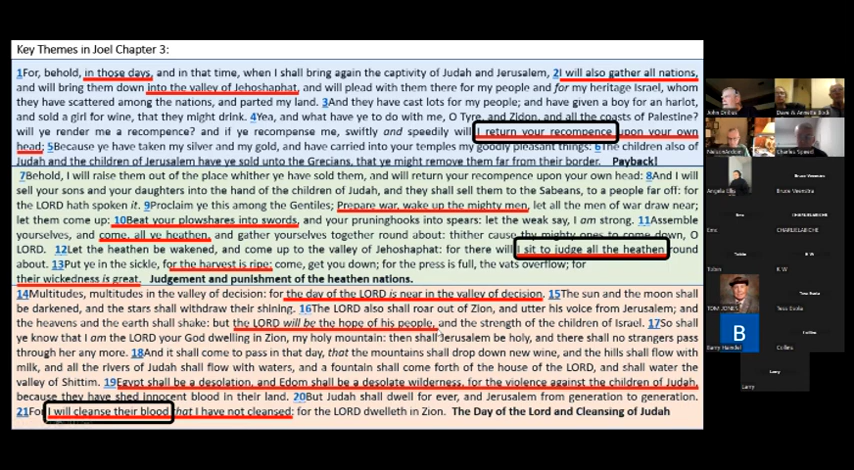 Key Themes in Joel Chapter 3:
1For, behold, in those days, and in that time, when I shall bring again the captivity of Judah and Jerusalem, 2I will also gather all nations,
and will bring them down into the valley of Jehoshaphat, and will plead with them there for my people and for my heritage Israel, whom
they have scattered among the nations, and parted my land. 3And they have cast lots for my people; and have given a boy for an harlot,
and sold a girl for wine, that they might drink. 4Yea, and what have ye to do with me, O Tyre, and Zidon, and all the coasts of Palestine?
will ye render me a recompence? and if ye recompense me, swiftly and speedily will I return your recompence upon your own
head; 5Because ye have taken my silver and my gold, and have carried into your temples my goodly pleasant things: 6The children also of
Judah and the children of Jerusalem have ye sold unto the Grecians, that ye might remove them far from their border. Payback!
7Behold, I will raise them out of the place whither ye have sold them, and will return your recompence upon your own head: 8And I will
sell your sons and your daughters into the hand of the children of Judah, and they shall sell them to the Sabeans, to a people far off: for
the LORD hath spoken it. 9Proclaim ye this among the Gentiles; Prepare war, wake up the mighty men, let all the men of war draw near;
let them come up: 10Beat your plowshares into swords, and your pruninghooks into spears: let the weak say, I am strong. 11Assemble
yourselves, and come, all ye heathen, and gather yourselves together round about: thither cause thy mighty ones to come down, O
LORD. 12Let the heathen be wakened, and come up to the valley of Jehoshaphat: for there will I sit to judge all the heathen round
about. 13Put ye in the sickle, for the harvest is ripe: come, get you down; for the press is full, the vats overflow; for
their wickedness is great. Judgement and punishment of the heathen nations.
14Multitudes, multitudes in the valley of decision: for the day of the LORD is near in the valley of decision. 15The sun and the moon shall
be darkened, and the stars shall withdraw their shining. 16The LORD also shall roar out of Zion, and utter his voice from Jerusalem; and
the heavens and the earth shall shake: but the LORD will be the hope of his people, and the strength of the children of Israel. 17So shall
ye know that I am the LORD your God dwelling in Zion, my holy mountain: then shall Jerusalem be holy, and there shall no strangers pass
through her any more. 18And it shall come to pass in that day, that the mountains shall drop down new wine, and the hills shall flow with
milk, and all the rivers of Judah shall flow with waters, and a fountain shall come forth of the house of the LORD, and shall water the
valley of Shittim. 19Egypt shall be a desolation, and Edom shall be a desolate wilderness, for the violence against the children of Judah,
because they have shed innocent blood in their land. 20But Judah shall dwell for ever, and Jerusalem from generation to generation.
21For I will cleanse their blood that I have not cleansed: for the LORD dwelleth in Zion. The Day of the Lord and Cleansing of Judah
Charles Speed
Angela Ellis
Bruce Veenstra
Bruce Veenstra
Eric
CHARTUELCLARCHE
Eric
Tobin
K W
Tobin
K W
TOM JONES
B
Barry Handel
Collins
Collins
Larry
Larry